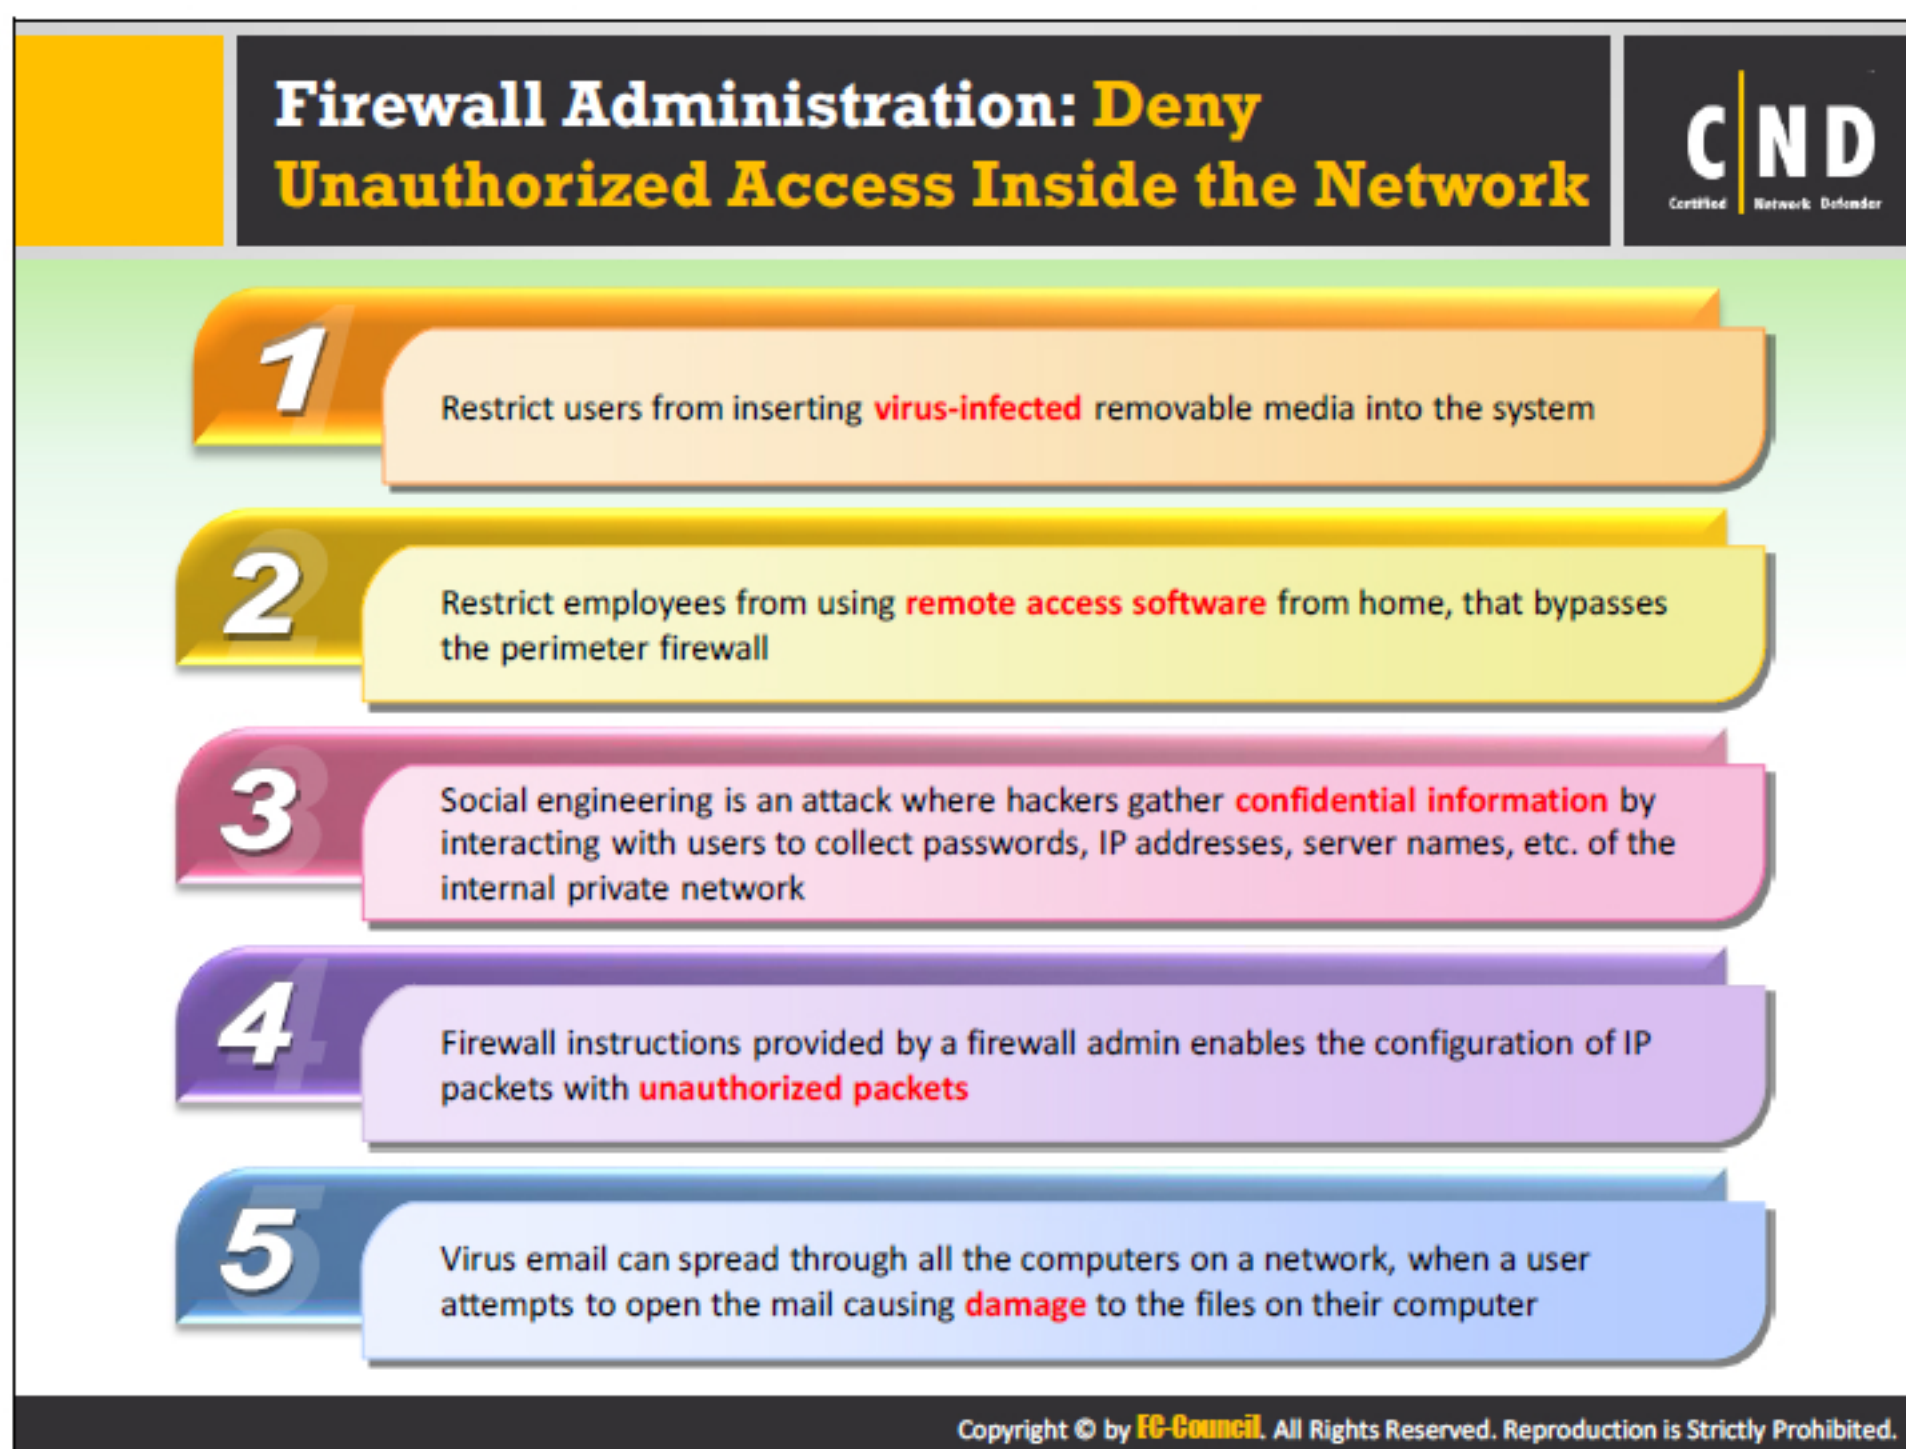 Firewall Administration: Deny
Unauthorized Access Inside the Network
C|ND
Certified Network Defender
1
Restrict users from inserting virus-infected removable media into the system
2
Restrict employees from using remote access software from home, that bypasses
the perimeter firewall
3
Social engineering is an attack where hackers gather confidential information by
interacting with users to collect passwords, IP addresses, server names, etc. of the
internal private network
4
Firewall instructions provided by a firewall admin enables the configuration of IP
packets with unauthorized packets
5
Virus email can spread through all the computers on a network, when a user
attempts to open the mail causing damage to the files on their computer
Copyright © by EC-Council. All Rights Reserved. Reproduction is Strictly Prohibited.